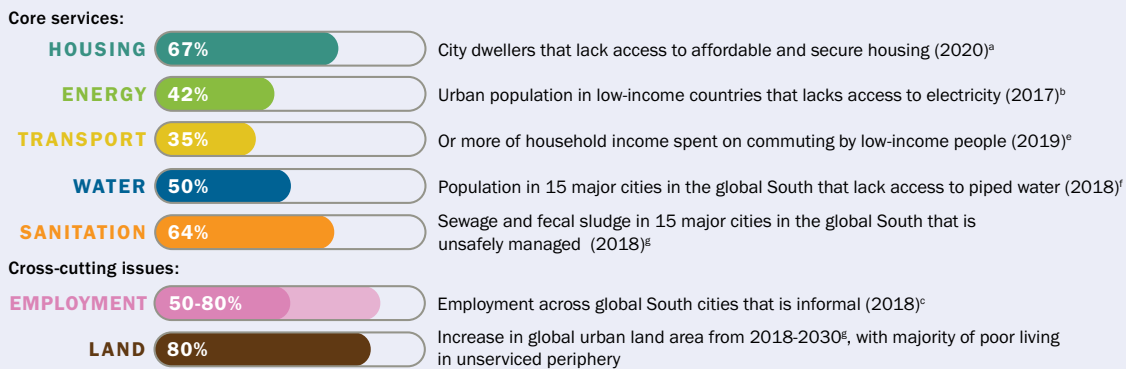 Core services:
HOUSING 67% City dwellers that lack access to affordable and secure housing (2020)ᵃ
ENERGY 42% Urban population in low-income countries that lacks access to electricity (2017)ᵇ
TRANSPORT 35% Or more of household income spent on commuting by low-income people (2019)ᵉ
WATER 50% Population in 15 major cities in the global South that lack access to piped water (2018)ᶠ
SANITATION 64% Sewage and fecal sludge in 15 major cities in the global South that is
unsafely managed (2018)ᵍ
Cross-cutting issues:
EMPLOYMENT 50-80% Employment across global South cities that is informal (2018)ᶜ
LAND 80% Increase in global urban land area from 2018-2030ᵍ, with majority of poor living
in unserviced periphery